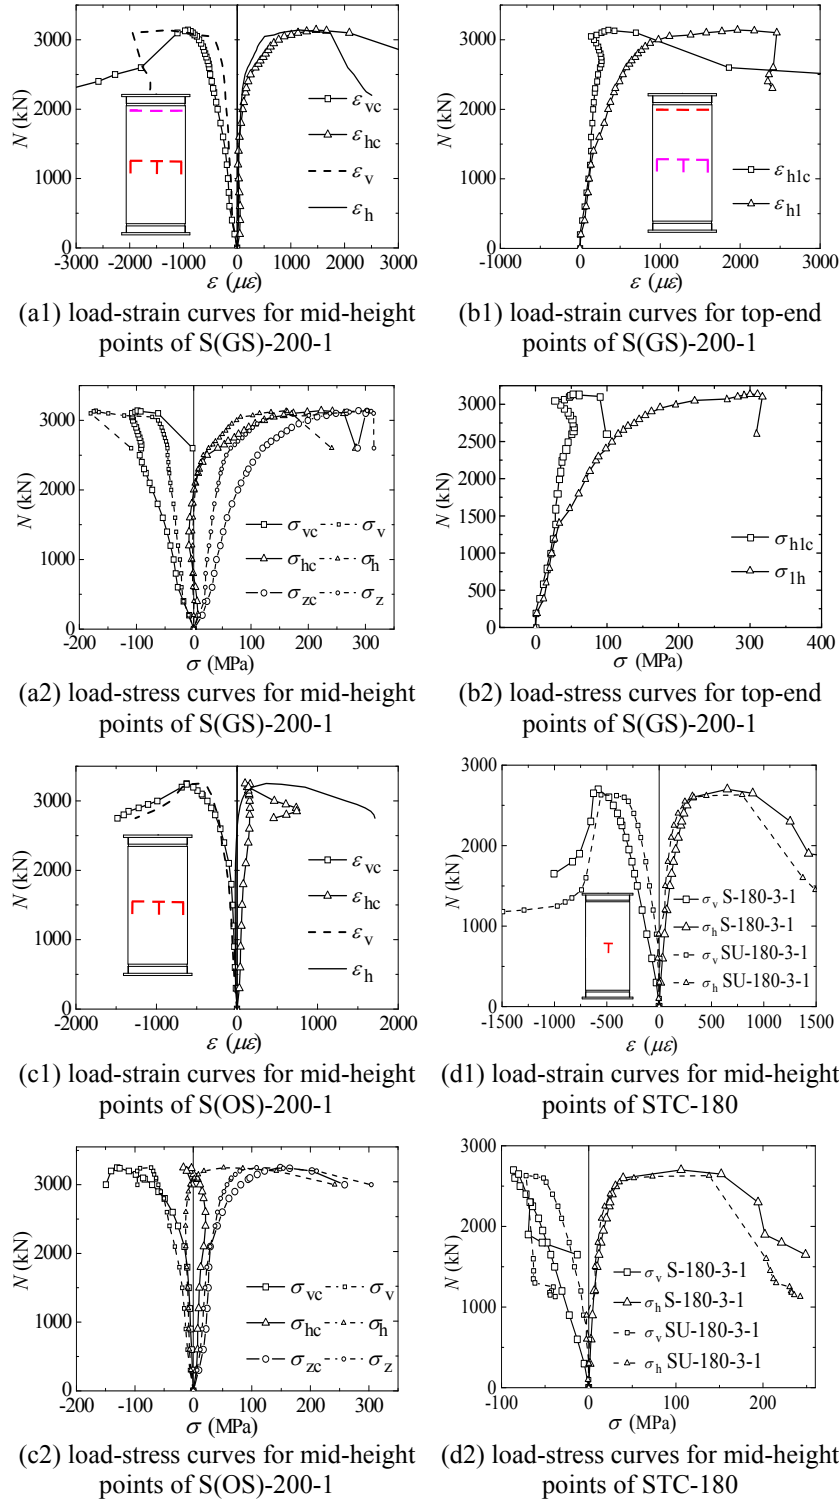 3000
2000
1000
0
N (kN)
εvc
εhc
εv
εh
-3000 -2000 -1000 0 1000 2000 3000
ε (με)
(a1) load-strain curves for mid-height
points of S(GS)-200-1
3000
2000
1000
0
N (kN)
εh1c
εh1
-1000 0 1000 2000 3000
ε (με)
(b1) load-strain curves for top-end
points of S(GS)-200-1
3000
2000
1000
0
N (kN)
σvc σv
σhc σh
σzc σz
-200 -100 0 100 200 300
σ (MPa)
(a2) load-stress curves for mid-height
points of S(GS)-200-1
3000
2500
2000
1500
1000
500
0
N (kN)
σh1c
σ1h
0 100 200 300 400
σ (MPa)
(b2) load-stress curves for top-end
points of S(GS)-200-1
3000
2000
1000
0
N (kN)
εvc
εhc
εv
εh
-2000 -1000 0 1000 2000
ε (με)
(c1) load-strain curves for mid-height
points of S(OS)-200-1
3000
2000
1000
0
N (kN)
σv S-180-3-1
σh S-180-3-1
σv SU-180-3-1
σh SU-180-3-1
-1500 -1000 -500 0 500 1000 1500
ε (με)
(d1) load-strain curves for mid-height
points of STC-180
3000
2000
1000
0
N (kN)
σvc σv
σhc σh
σzc σz
-200 -100 0 100 200 300
σ (MPa)
(c2) load-stress curves for mid-height
points of S(OS)-200-1
3000
2000
1000
0
N (kN)
σv S-180-3-1
σh S-180-3-1
σv SU-180-3-1
σh SU-180-3-1
-100 -50 0 50 100 150 200 250
σ (MPa)
(d2) load-stress curves for mid-height
points of STC-180